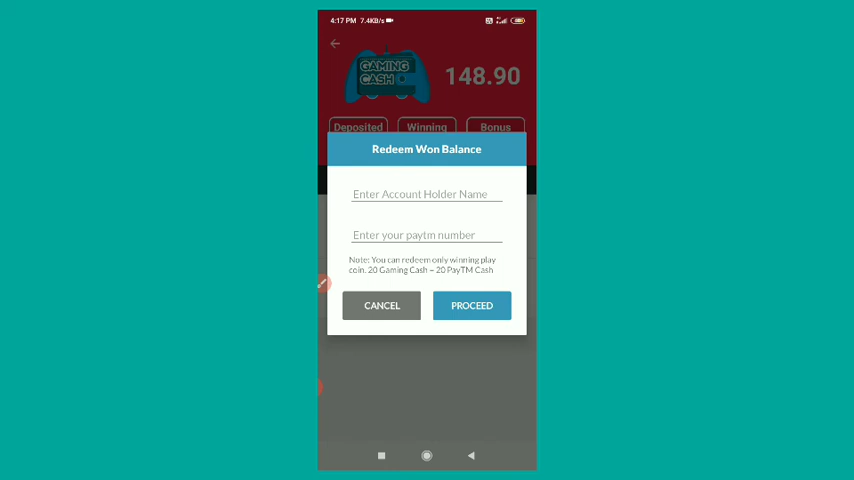 4:17 PM 7.4KB/s
GAMING
CASH
148.90
Deposited Winning Bonus
Redeem Won Balance
Enter Account Holder Name
Enter your paytm number
Note: You can redeem only winning play
coin. 20 Gaming Cash = 20 PayTM Cash
CANCEL PROCEED